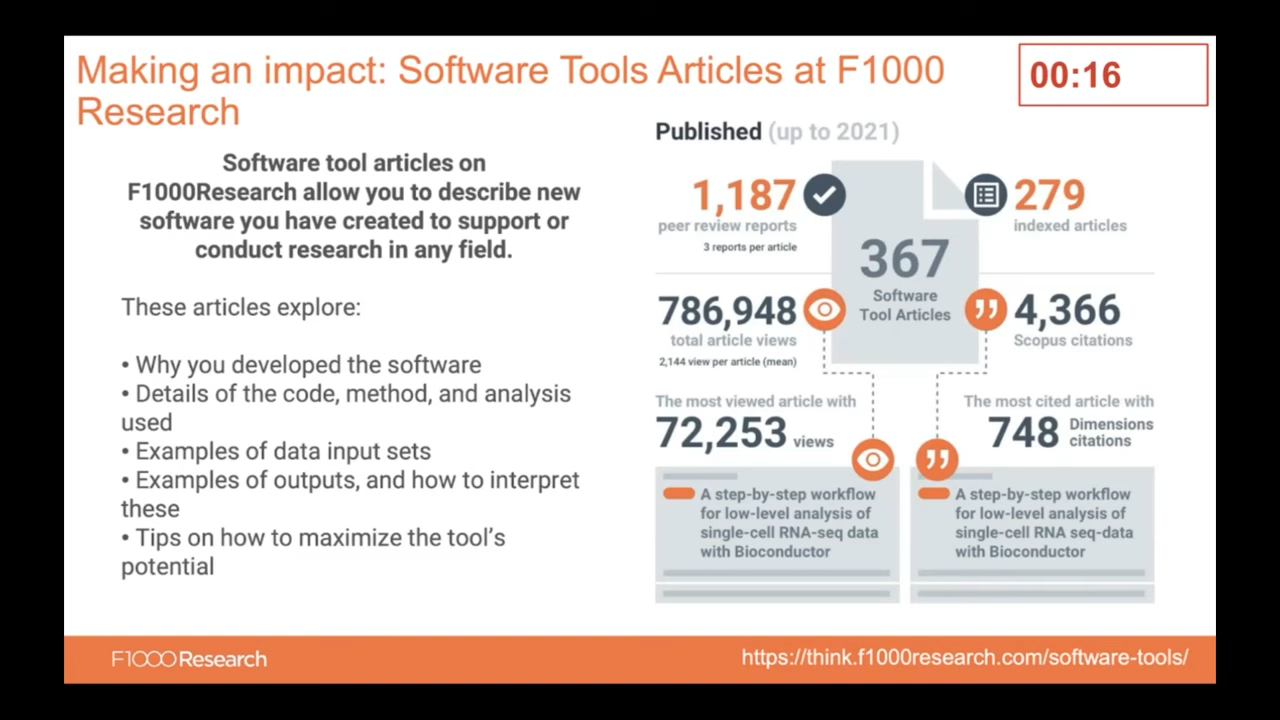 Making an impact: Software Tools Articles at F1000
Research
00:16
Software tool articles on
F1000Research allow you to describe new
software you have created to support or
conduct research in any field.
These articles explore:
• Why you developed the software
• Details of the code, method, and analysis
used
• Examples of data input sets
• Examples of outputs, and how to interpret
these
• Tips on how to maximize the tool's
potential
Published (up to 2021)
1,187
peer review reports
3 reports per article
279
indexed articles
367
Software
Tool Articles
786,948
total article views
2,144 view per article (mean)
4,366
Scopus citations
The most viewed article with
72,253 views
The most cited article with
748 Dimensions
citations
A step-by-step workflow
for low-level analysis of
single-cell RNA-seq data
with Bioconductor
A step-by-step workflow
for low-level analysis of
single-cell RNA seq-data
with Bioconductor
F1000Research
https://think.f1000research.com/software-tools/